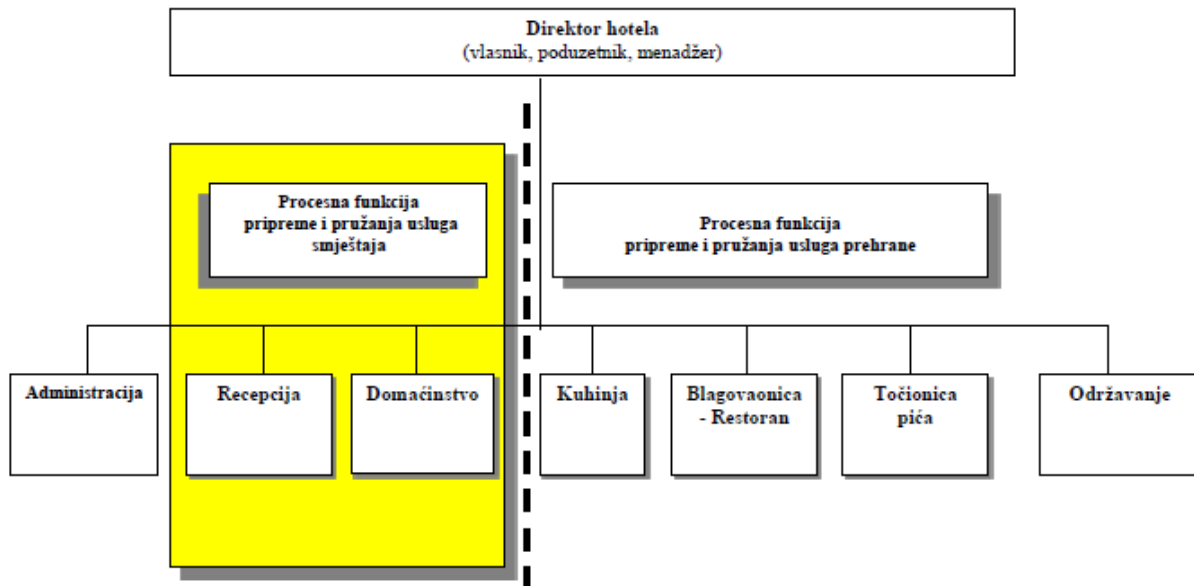 Direktor hotela
(vlasnik, poduzetnik, menadžer)
Procesna funkcija
pripreme i pružanja usluga
smještaja
Procesna funkcija
pripreme i pružanja usluga prehrane
Administracija
Recepcija
Domaćinstvo
Kuhinja
Blagovaonica
- Restoran
Točionica
pića
Održavanje